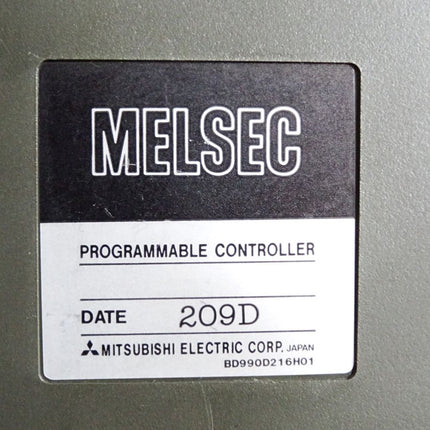 MELSEC
PROGRAMMABLE CONTROLLER
DATE 209D
MITSUBISHI ELECTRIC CORP. JAPAN
BD990D216H01